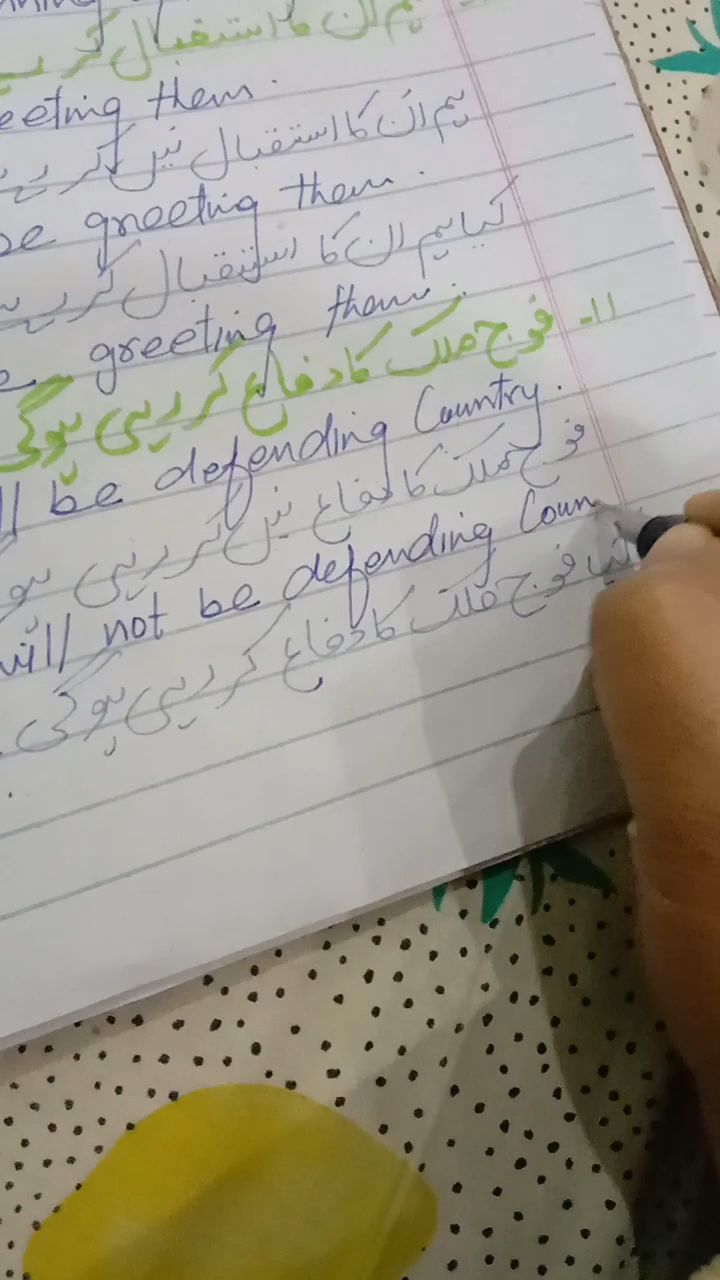 ہم ان کا استقبال کر رہے
eeting them.
ہم ان کا استقبال نہیں کر رہے
be greeting them.
کیا ہم ان کا استقبال کر رہے
e greeting them.
11- فوج ملک کا دفاع کر رہی ہوگی
ll be defending Country.
فوج ملک کا دفاع نہیں کر رہی ہو
will not be defending Coun
کیا فوج ملک کا دفاع کر رہی ہوگی